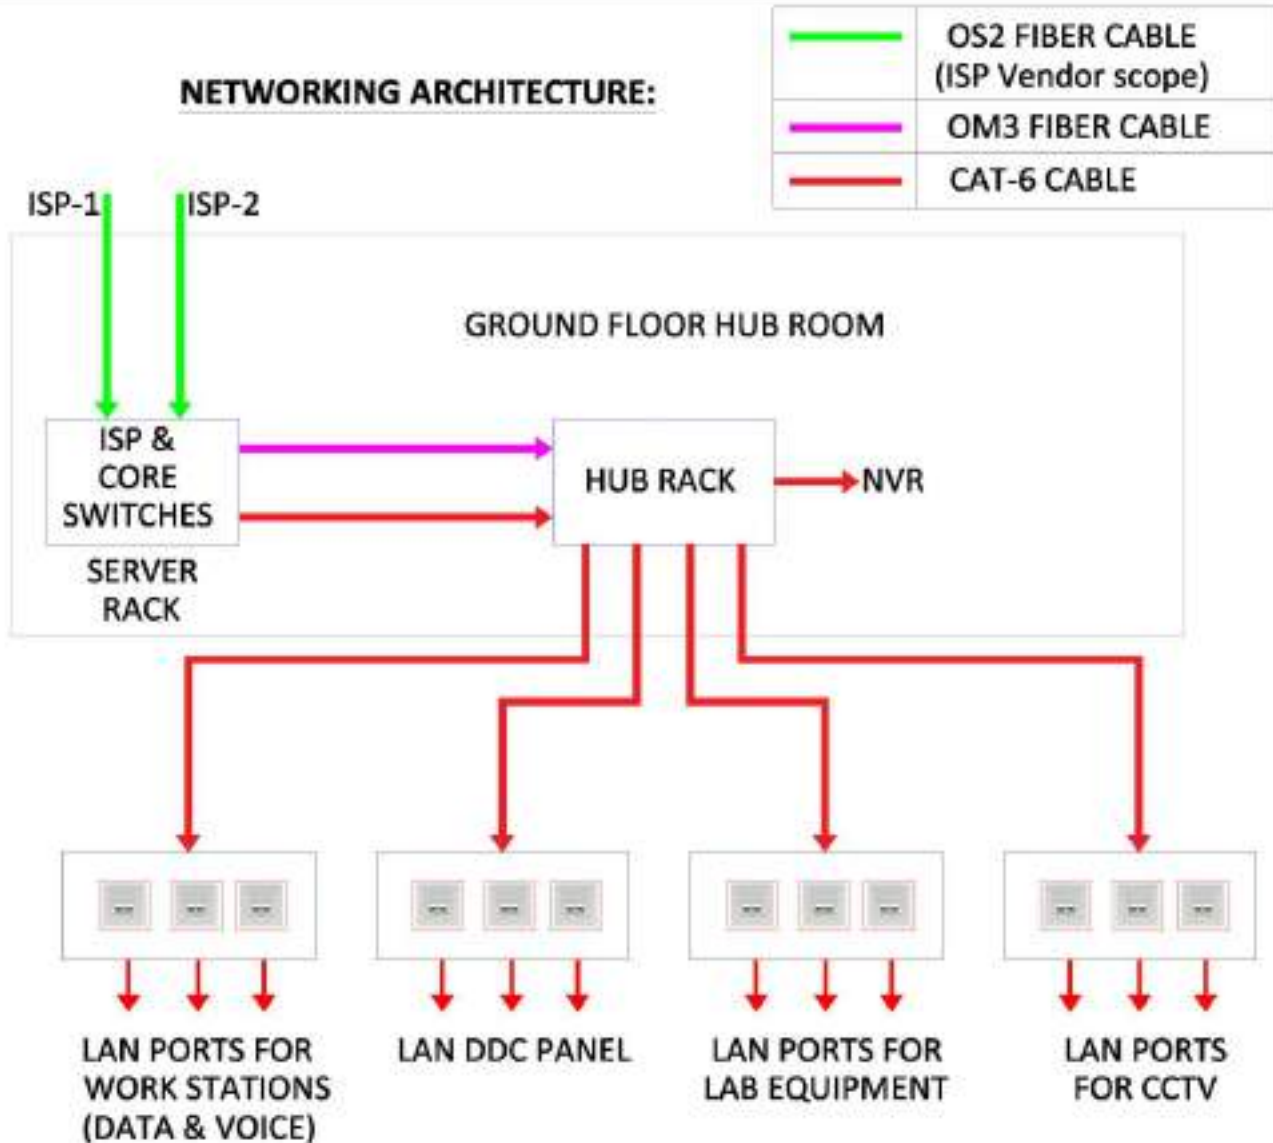 OS2 FIBER CABLE
(ISP Vendor scope)
NETWORKING ARCHITECTURE:
OM3 FIBER CABLE
CAT-6 CABLE
ISP-1
ISP-2
GROUND FLOOR HUB ROOM
ISP &
CORE
SWITCHES
HUB RACK
NVR
SERVER
RACK
LAN PORTS FOR
WORK STATIONS
(DATA & VOICE)
LAN DDC PANEL
LAN PORTS FOR
LAB EQUIPMENT
LAN PORTS
FOR CCTV